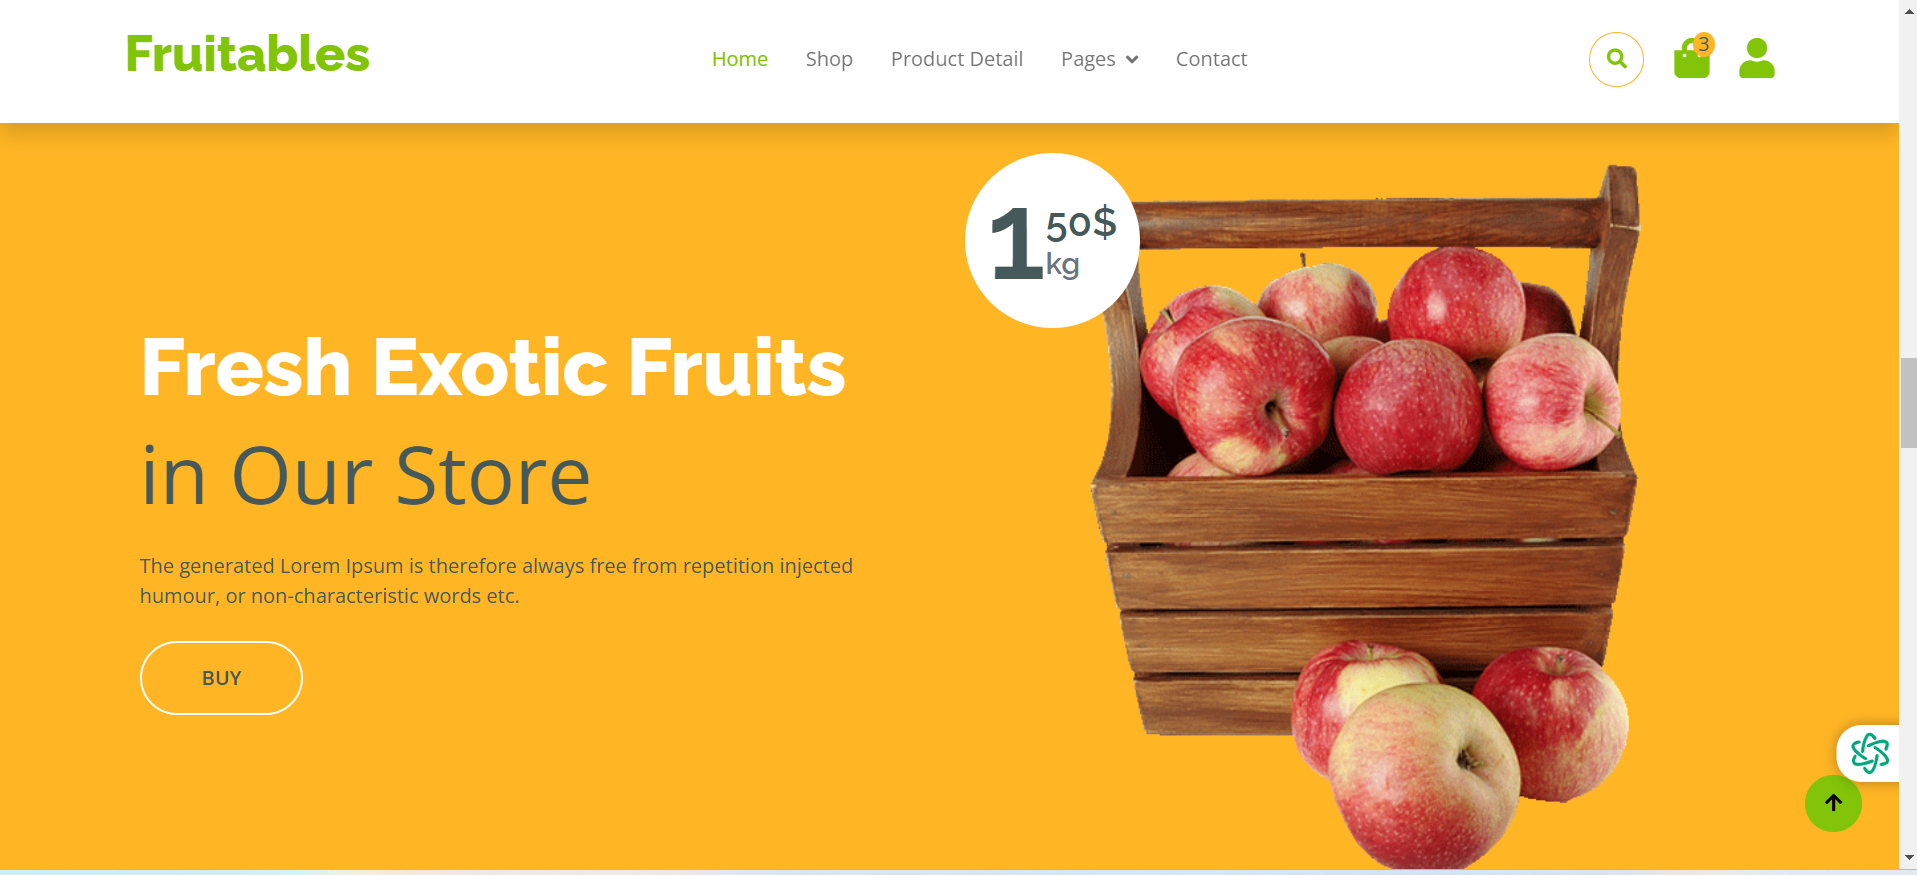 Fruitables
Home Shop Product Detail Pages Contact
3
1 50$
kg
Fresh Exotic Fruits
in Our Store
The generated Lorem Ipsum is therefore always free from repetition injected
humour, or non-characteristic words etc.
BUY